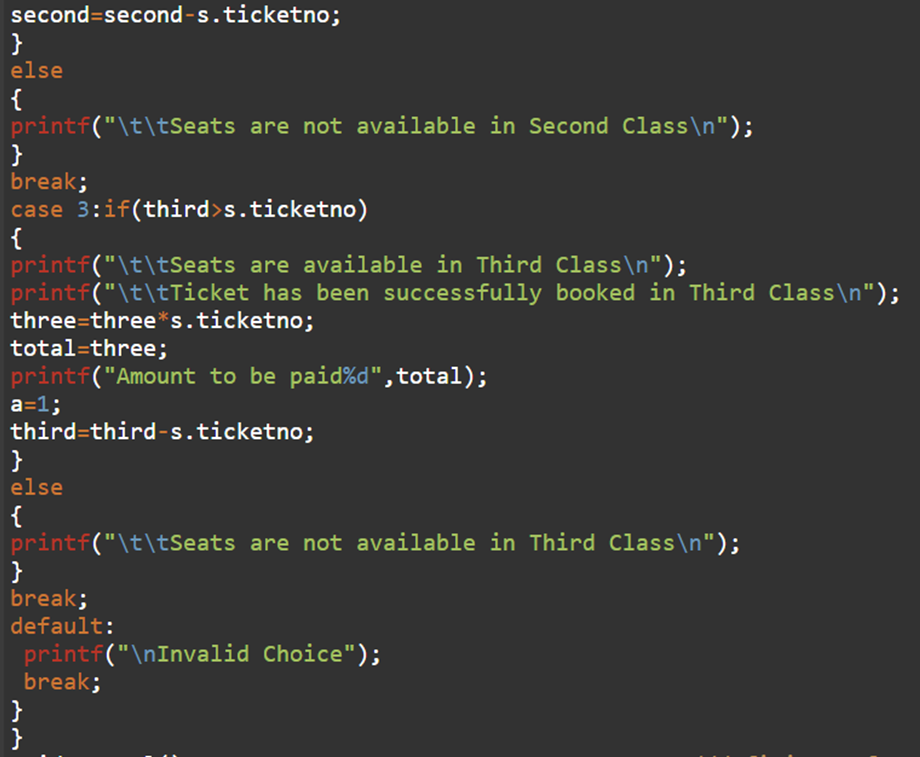 second=second-s.ticketno;
}
else
{
printf("\t\tSeats are not available in Second Class\n");
}
break;
case 3:if(third>s.ticketno)
{
printf("\t\tSeats are available in Third Class\n");
printf("\t\tTicket has been successfully booked in Third Class\n");
three=three*s.ticketno;
total=three;
printf("Amount to be paid%d",total);
a=1;
third=third-s.ticketno;
}
else
{
printf("\t\tSeats are not available in Third Class\n");
}
break;
default:
 printf("\nInvalid Choice");
 break;
}
}